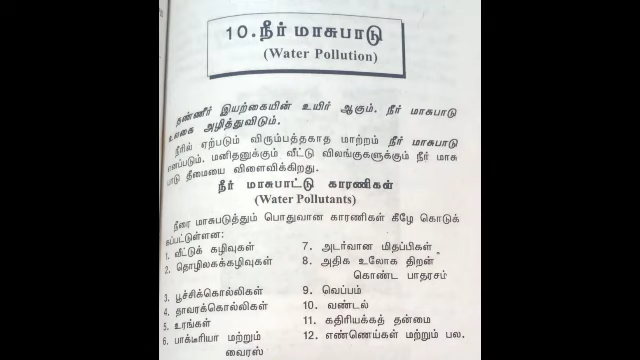 10. நீர் மாசுபாடு
(Water Pollution)
தண்ணீர் இயற்கையின் உயிர் ஆகும். நீர் மாசுபாடு
உலகை அழித்துவிடும்.
நீரில் ஏற்படும் விரும்பத்தகாத மாற்றம் நீர் மாசுபாடு
எனப்படும். மனிதனுக்கும் வீட்டு விலங்குகளுக்கும் நீர் மாசு
பாடு தீமையை விளைவிக்கிறது.
நீர் மாசுபாட்டு காரணிகள்
(Water Pollutants)
நீரை மாசுபடுத்தும் பொதுவான காரணிகள் கீழே கொடுக்
கப்பட்டுள்ளன:
1. வீட்டுக் கழிவுகள்
2. தொழிலகக்கழிவுகள்
3. பூச்சிக்கொல்லிகள்
4. தாவரக்கொல்லிகள்
5. உரங்கள்
6. பாக்டீரியா மற்றும்
வைரஸ்
7. அடர்வான மிதப்பிகள்
8. அதிக உலோக திறன்
கொண்ட பாதரசம்
9. வெப்பம்
10. வண்டல்
11. கதிரியக்கத் தன்மை
12. எண்ணெய்கள் மற்றும் பல.